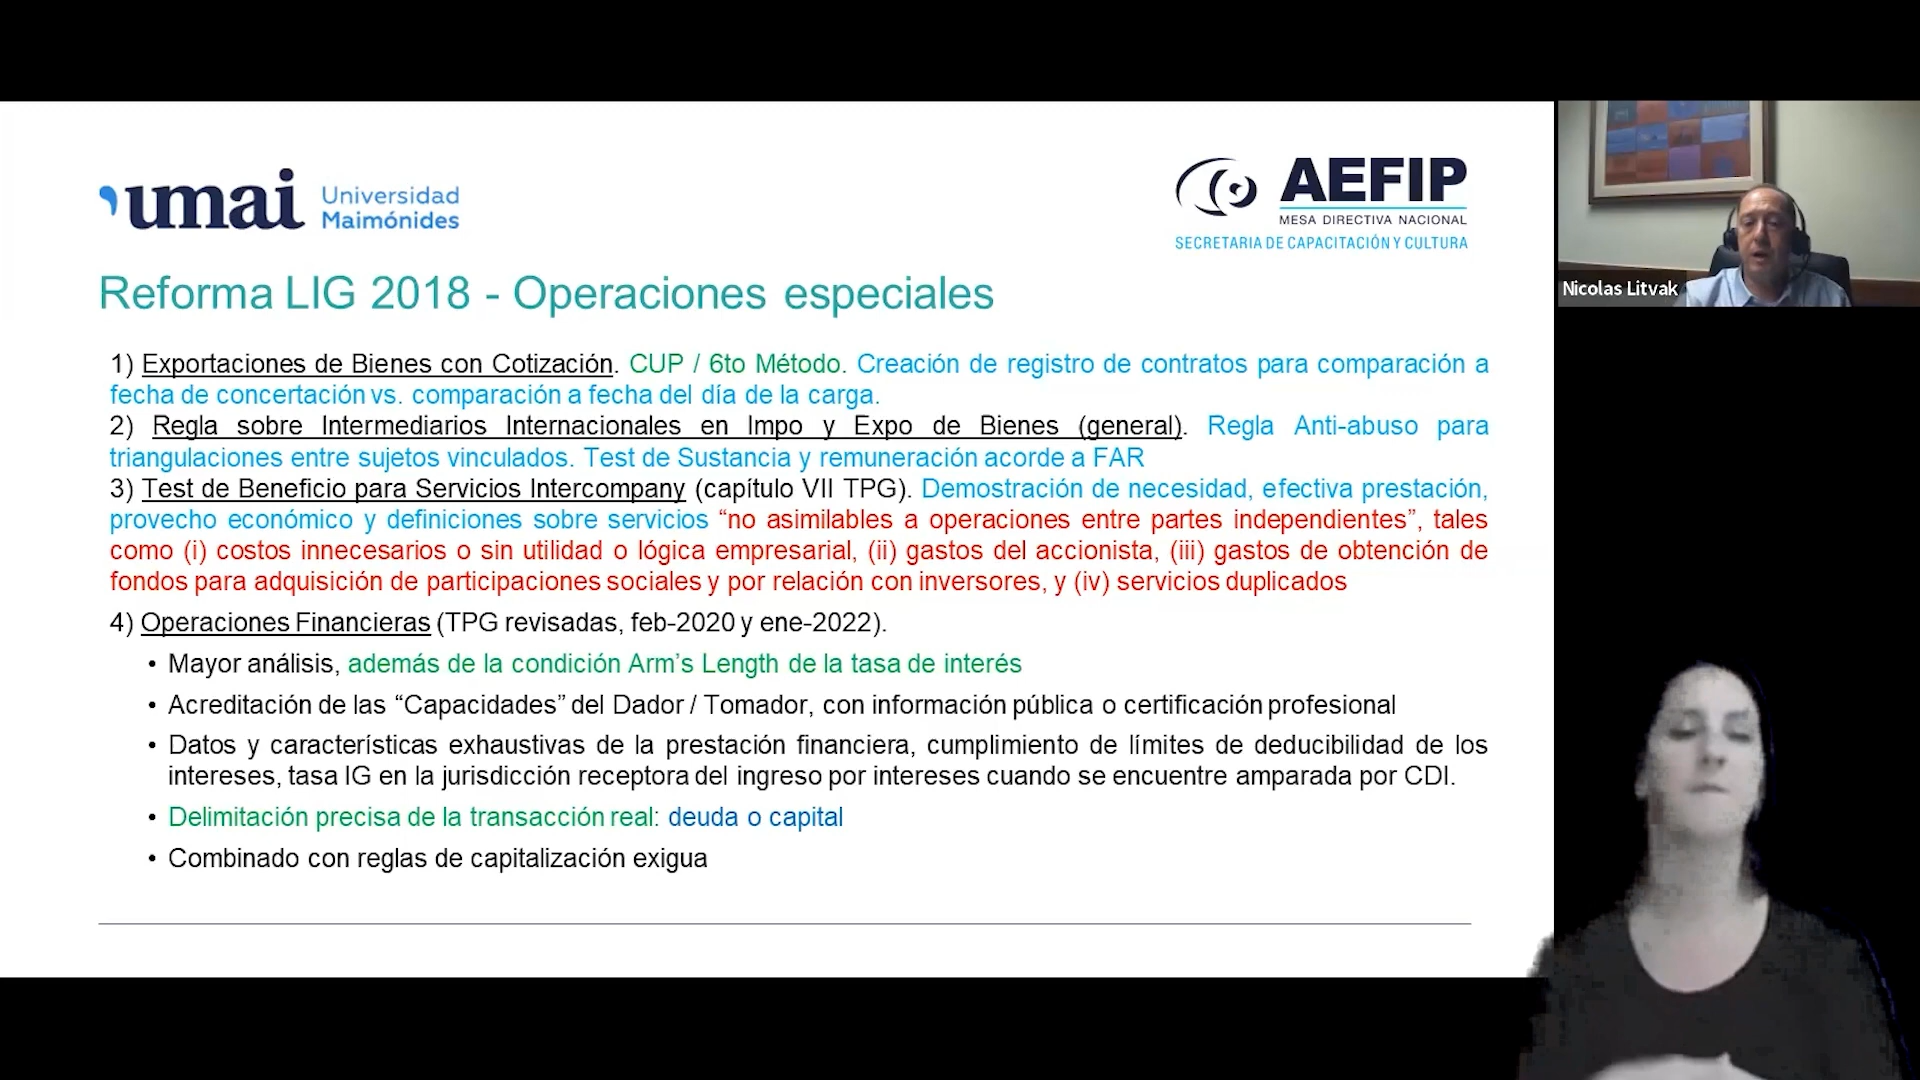 umai Universidad Maimónides
AEFIP
MESA DIRECTIVA NACIONAL
SECRETARIA DE CAPACITACIÓN Y CULTURA
Nicolas Litvak
Reforma LIG 2018 - Operaciones especiales
1) Exportaciones de Bienes con Cotización. CUP / 6to Método. Creación de registro de contratos para comparación a
fecha de concertación vs. comparación a fecha del día de la carga.
2) Regla sobre Intermediarios Internacionales en Impo y Expo de Bienes (general). Regla Anti-abuso para
triangulaciones entre sujetos vinculados. Test de Sustancia y remuneración acorde a FAR
3) Test de Beneficio para Servicios Intercompany (capítulo VII TPG). Demostración de necesidad, efectiva prestación,
provecho económico y definiciones sobre servicios “no asimilables a operaciones entre partes independientes”, tales
como (i) costos innecesarios o sin utilidad o lógica empresarial, (ii) gastos del accionista, (iii) gastos de obtención de
fondos para adquisición de participaciones sociales y por relación con inversores, y (iv) servicios duplicados
4) Operaciones Financieras (TPG revisadas, feb-2020 y ene-2022).
• Mayor análisis, además de la condición Arm’s Length de la tasa de interés
• Acreditación de las “Capacidades” del Dador / Tomador, con información pública o certificación profesional
• Datos y características exhaustivas de la prestación financiera, cumplimiento de límites de deducibilidad de los
intereses, tasa IG en la jurisdicción receptora del ingreso por intereses cuando se encuentre amparada por CDI.
• Delimitación precisa de la transacción real: deuda o capital
• Combinado con reglas de capitalización exigua